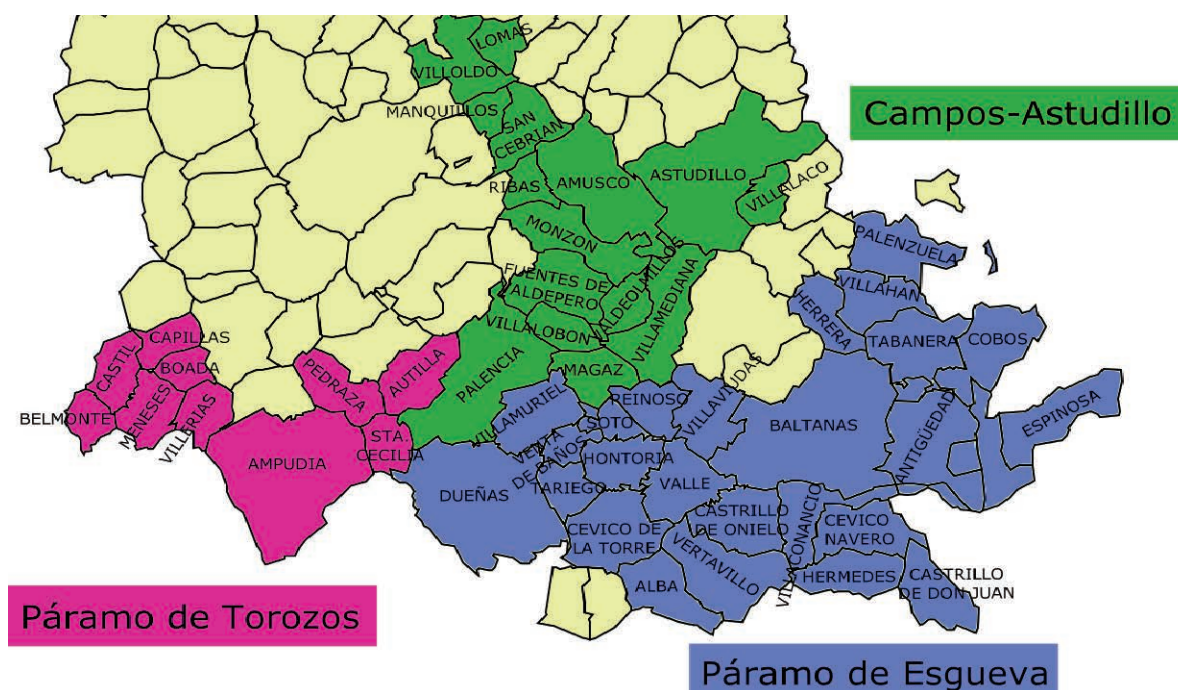 LOMAS
VILLOLDO
MANQUILLOS
SAN
CEBRIAN
Campos-Astudillo
RIBAS
AMUSCO
ASTUDILLO
VILLALACO
MONZON
PALENZUELA
FUENTES DE
VALDEPERO
VALDEOLMILLOS
VILLAMEDIANA
VILLAHAN
HERRERA
VILLALOBON
TABANERA
COBOS
CAPILLAS
CASTIL
BOADA
PEDRAZA
AUTILLA
PALENCIA
MAGAZ
VILLAVIUDAS
BELMONTE
MENESES
VILLERIAS
VILLAMURIEL
REINOSO
SOTO
BALTANAS
ANTIGÜEDAD
ESPINOSA
STA.
CECILIA
AMPUDIA
VENTA
DE BAÑOS
HONTORIA
DUEÑAS
TARIEGO
VALLE
CASTRILLO
DE ONIELO
VILLACONANCIO
CEVICO
NAVERO
CEVICO DE
LA TORRE
VERTAVILLO
ALBA
HERMEDES
CASTRILLO
DE DON JUAN
Páramo de Torozos
Páramo de Esgueva